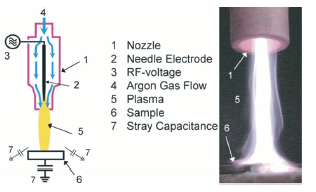 4
3
1
2
5
7
7
6
1 Nozzle
2 Needle Electrode
3 RF-voltage
4 Argon Gas Flow
5 Plasma
6 Sample
7 Stray Capacitance
1
5
6